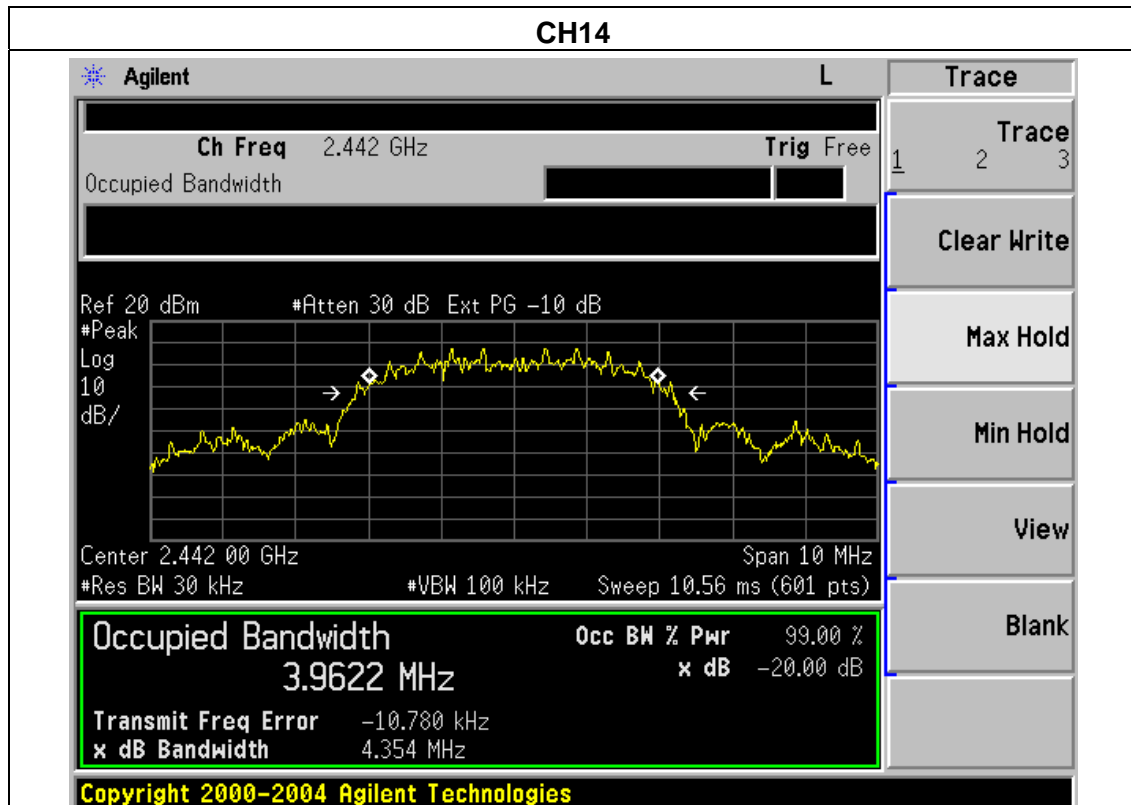 CH14
Agilent L Trace
Ch Freq 2.442 GHz Trig Free
Occupied Bandwidth
Trace
1 2 3
Clear Write
Max Hold
Min Hold
View
Blank
Ref 20 dBm #Atten 30 dB Ext PG -10 dB
#Peak
Log
10
dB/
Center 2.442 00 GHz Span 10 MHz
#Res BW 30 kHz #VBW 100 kHz Sweep 10.56 ms (601 pts)
Occupied Bandwidth Occ BW % Pwr 99.00 %
3.9622 MHz x dB -20.00 dB
Transmit Freq Error -10.780 kHz
x dB Bandwidth 4.354 MHz
Copyright 2000-2004 Agilent Technologies